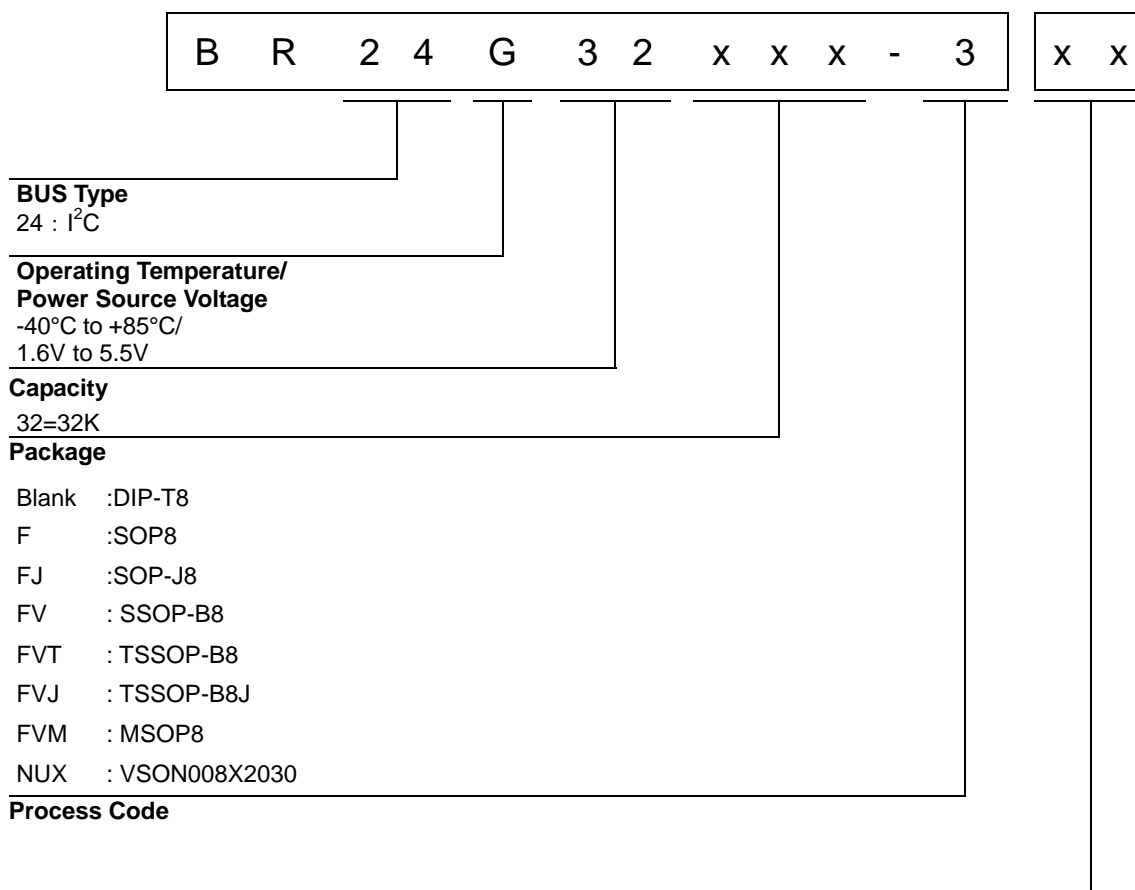 B R 2 4 G 3 2 x x x - 3 x x
BUS Type
24 : I²C
Operating Temperature/
Power Source Voltage
-40°C to +85°C/
1.6V to 5.5V
Capacity
32=32K
Package
Blank :DIP-T8
F :SOP8
FJ :SOP-J8
FV : SSOP-B8
FVT : TSSOP-B8
FVJ : TSSOP-B8J
FVM : MSOP8
NUX : VSON008X2030
Process Code